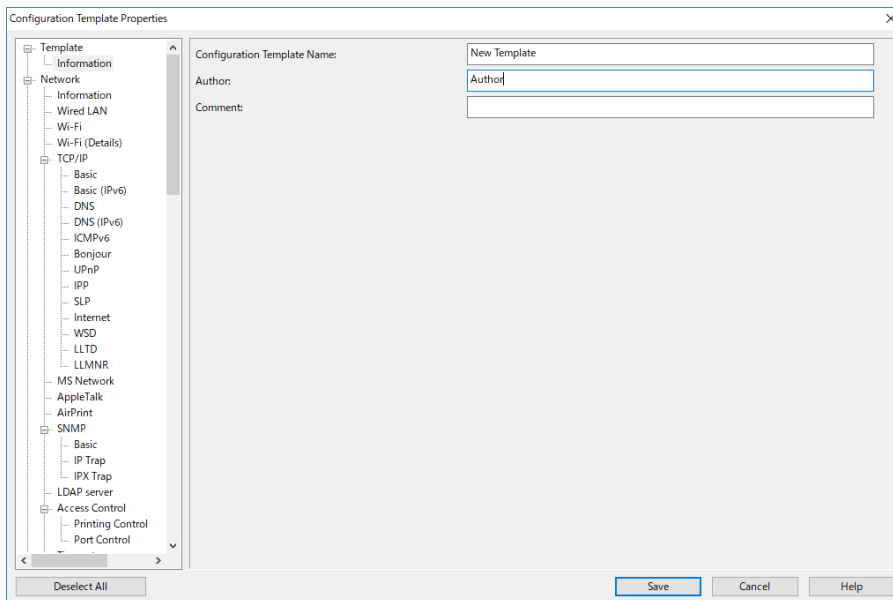 Configuration Template Properties
Template
Information
Network
Information
Wired LAN
Wi-Fi
Wi-Fi (Details)
TCP/IP
Basic
Basic (IPv6)
DNS
DNS (IPv6)
ICMPv6
Bonjour
UPnP
IPP
SLP
Internet
WSD
LLTD
LLMNR
MS Network
AppleTalk
AirPrint
SNMP
Basic
IP Trap
IPX Trap
LDAP server
Access Control
Printing Control
Port Control
Configuration Template Name: New Template
Author: Author
Comment:
Deselect All Save Cancel Help